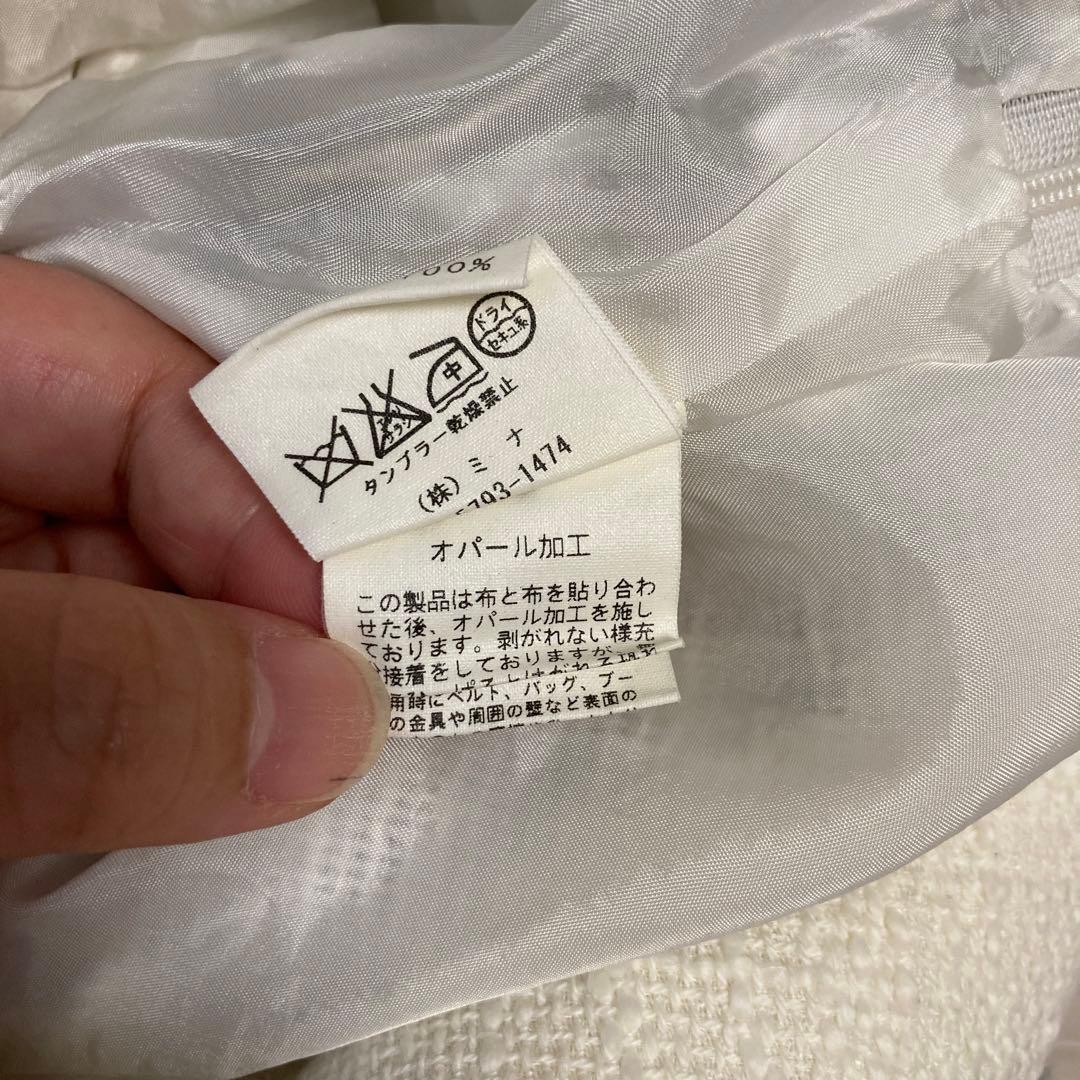 00%
ドライ
セキユ系
中
タンブラー乾燥禁止
(株)ミナ
793-1474
オパール加工
この製品は布と布を貼り合わ
せた後、オパール加工を施し
ております。剥がれない様充
接着をしておりますが
用時にベルト、バッグ、ブー
の金具や周囲の壁など表面の